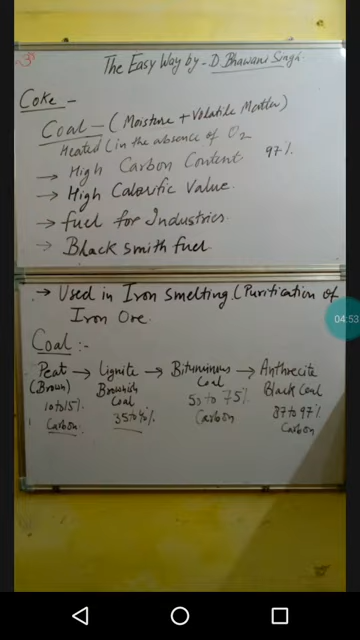 The Easy Way by - D. Bhawani Singh
Coke -
Coal - (Moisture + Volatile Matter)
Heated (in the absence of O2
→ High Carbon Content 97%
→ High Calorific Value.
→ fuel for Industries
→ Black smith fuel
→ Used in Iron smelting (Purification of
Iron Ore.
04:53
Coal :-
Peat → Lignite → Bituminous → Anthrecite
(Brown) Brownish Coal Black Coal
10 to 15% Coal 50 to 75% 87 to 97%
Carbon 35 to 40% Carbon Carbon